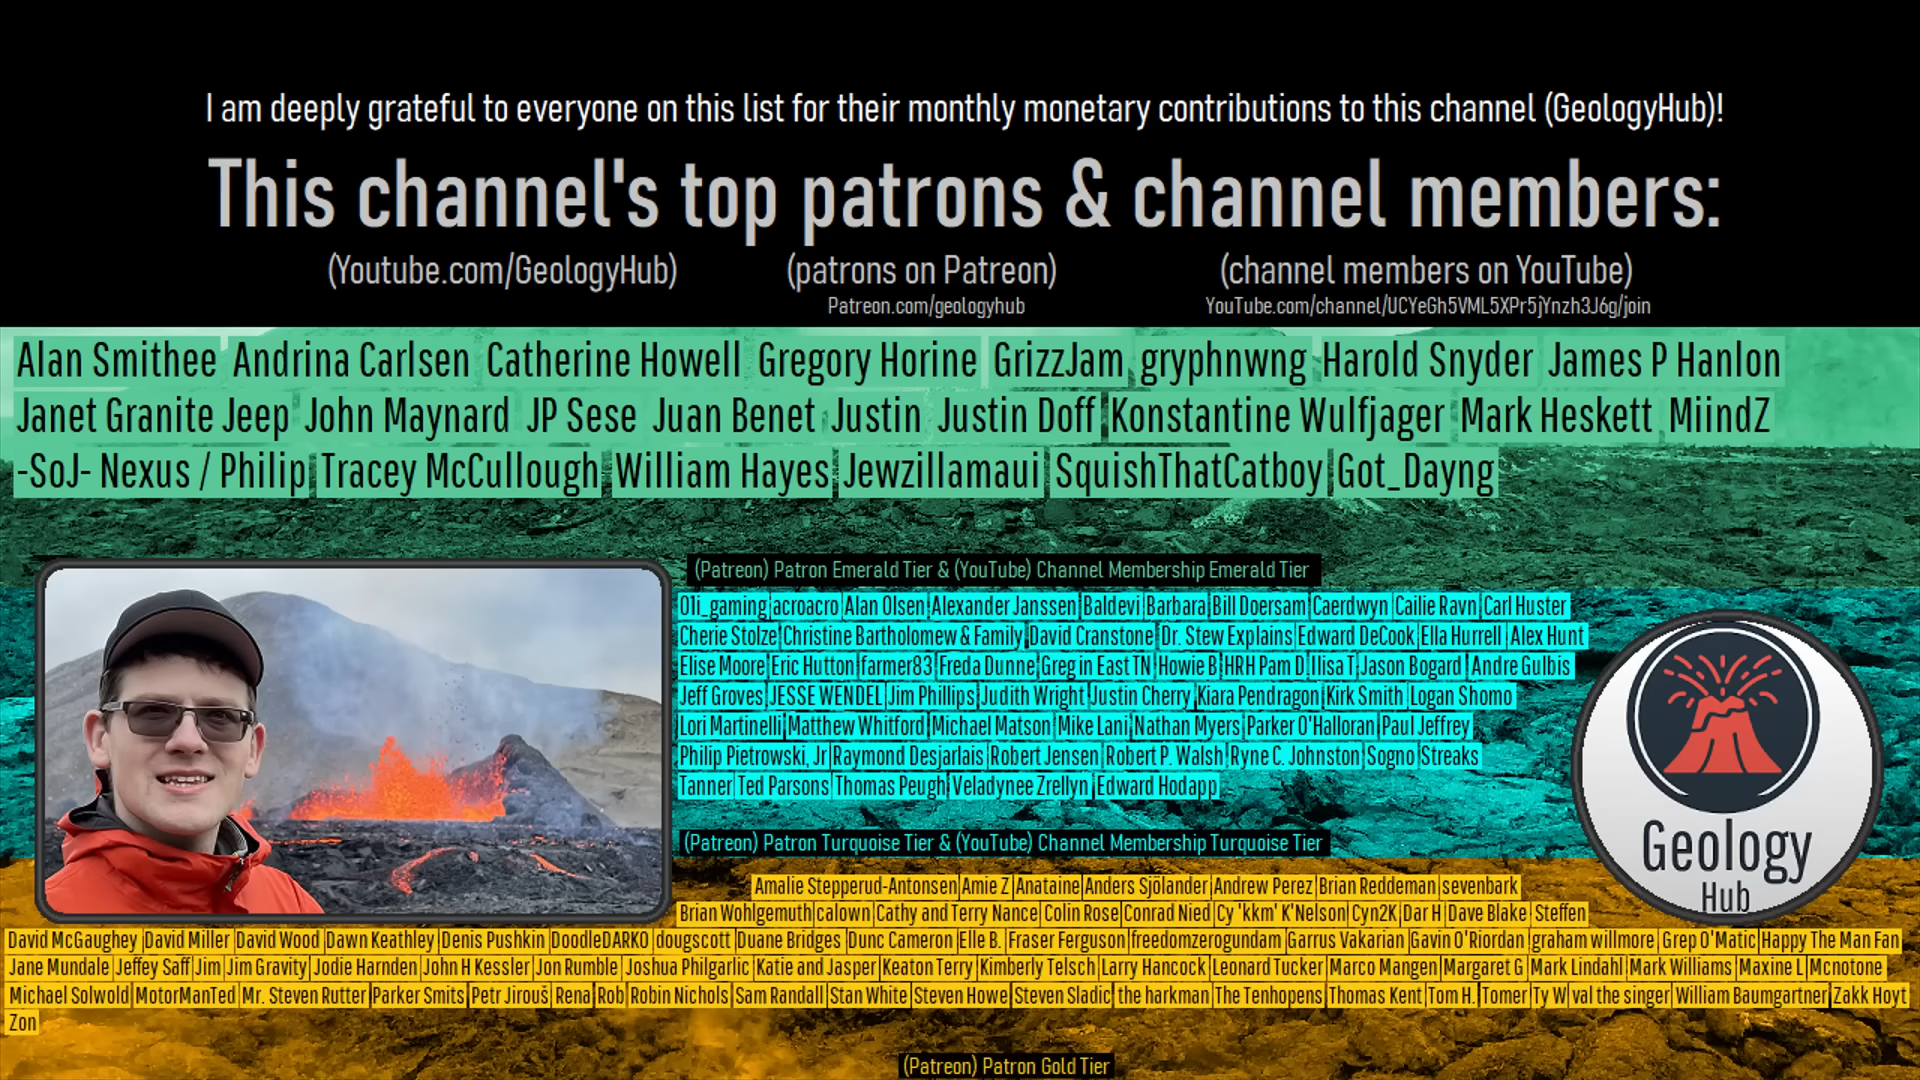 I am deeply grateful to everyone on this list for their monthly monetary contributions to this channel (GeologyHub)!
This channel's top patrons & channel members:
(Youtube.com/GeologyHub) (patrons on Patreon) (channel members on YouTube)
Patreon.com/geologyhub YouTube.com/channel/UCYeGh5VML5XPr5jYnzh3J6g/join
Alan Smithee Andrina Carlsen Catherine Howell Gregory Horine GrizzJam gryphnwng Harold Snyder James P Hanlon
Janet Granite Jeep John Maynard JP Sese Juan Benet Justin Justin Doff Konstantine Wulfjager Mark Heskett MiindZ
-SoJ- Nexus / Philip Tracey McCullough William Hayes Jewzillamaui SquishThatCatboy Got_Dayng
(Patreon) Patron Emerald Tier & (YouTube) Channel Membership Emerald Tier
01i_gaming acroacro Alan Olsen Alexander Janssen Baldevi Barbara Bill Doersam Caerdwyn Cailie Ravn Carl Huster
Cherie Stolze Christine Bartholomew & Family David Cranstone Dr. Stew Explains Edward DeCook Ella Hurrell Alex Hunt
Elise Moore Eric Hutton farmer83 Freda Dunne Greg in East TN Howie B HRH Pam D Ilisa T Jason Bogard Andre Gulbis
Jeff Groves JESSE WENDEL Jim Phillips Judith Wright Justin Cherry Kiara Pendragon Kirk Smith Logan Shomo
Lori Martinelli Matthew Whitford Michael Matson Mike Lani Nathan Myers Parker O'Halloran Paul Jeffrey
Philip Pietrowski, Jr Raymond Desjarlais Robert Jensen Robert P. Walsh Ryne C. Johnston Sogno Streaks
Tanner Ted Parsons Thomas Peugh Veladynee Zrellyn Edward Hodapp
Geology
Hub
(Patreon) Patron Turquoise Tier & (YouTube) Channel Membership Turquoise Tier
Amalie Stepperud-Antonsen Amie Z Anataine Anders Sjölander Andrew Perez Brian Reddeman sevenbark
Brian Wohlgemuth calown Cathy and Terry Nance Colin Rose Conrad Nied Cy 'kkm' K'Nelson Cyn2K Dar H Dave Blake Steffen
David McGaughey David Miller David Wood Dawn Keathley Denis Pushkin DoodleDARKO dougscott Duane Bridges Dunc Cameron Elle B. Fraser Ferguson freedomzerogundam Garrus Vakarian Gavin O'Riordan graham willmore Grep O'Matic Happy The Man Fan
Jane Mundale Jeffey Saff Jim Jim Gravity Jodie Harnden John H Kessler Jon Rumble Joshua Philgarlic Katie and Jasper Keaton Terry Kimberly Telsch Larry Hancock Leonard Tucker Marco Mangen Margaret G Mark Lindahl Mark Williams Maxine L Mcnotone
Michael Solwold MotorManTed Mr. Steven Rutter Parker Smits Petr Jirouš Rena Rob Robin Nichols Sam Randall Stan White Steven Howe Steven Sladic the harkman The Tenhopens Thomas Kent Tom H. Tomer Ty W val the singer William Baumgartner Zakk Hoyt
Zon
(Patreon) Patron Gold Tier